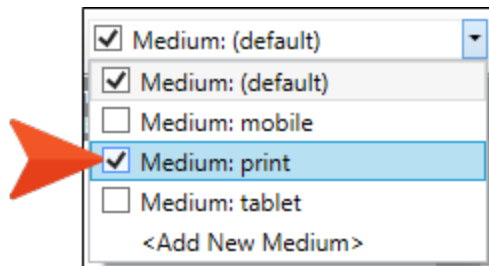 Medium: (default)
Medium: (default)
Medium: mobile
Medium: print
Medium: tablet
<Add New Medium>